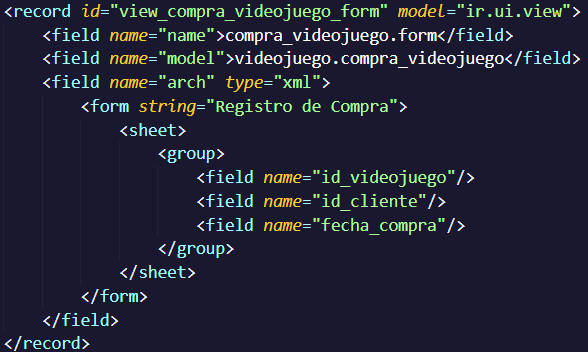 <record id="view_compra_videojuego_form" model="ir.ui.view">
    <field name="name">compra_videojuego.form</field>
    <field name="model">videojuego.compra_videojuego</field>
    <field name="arch" type="xml">
        <form string="Registro de Compra">
            <sheet>
                <group>
                    <field name="id_videojuego"/>
                    <field name="id_cliente"/>
                    <field name="fecha_compra"/>
                </group>
            </sheet>
        </form>
    </field>
</record>